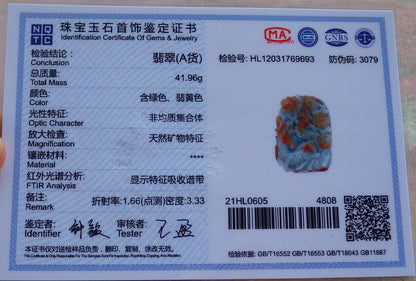 NGTC
珠宝玉石首饰鉴定证书
Identification Certificate Of Gems & Jewelry
MA
GNRS
检验结论:
Conclusion
翡翠(A货)
检验号: HL12031769693
防伪码: 3079
总质量:
Total Mass
41.96g
颜色:
Color
含绿色、翡黄色
光性特征:
Optic Character
非均质集合体
放大检查:
Magnification
天然矿物特征
镶嵌材料:
Material
****
红外光谱分析:
FTIR Analysis
显示特征吸收谱带
备注:
Remark
折射率:1.66(点测)密度:3.33
鉴定者
Identifier
审核者
Tester
21HL0605
4808
本证书只对送检样品负责，翻印、复制、涂改无效。
检验依据: GB/T16552 GB/T16553 GB/T18043 GB11887